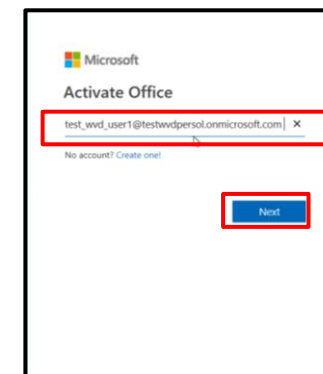 Microsoft
Activate Office
test_wvd_user1@testwvdpersol.onmicrosoft.com
No account? Create one!
Next